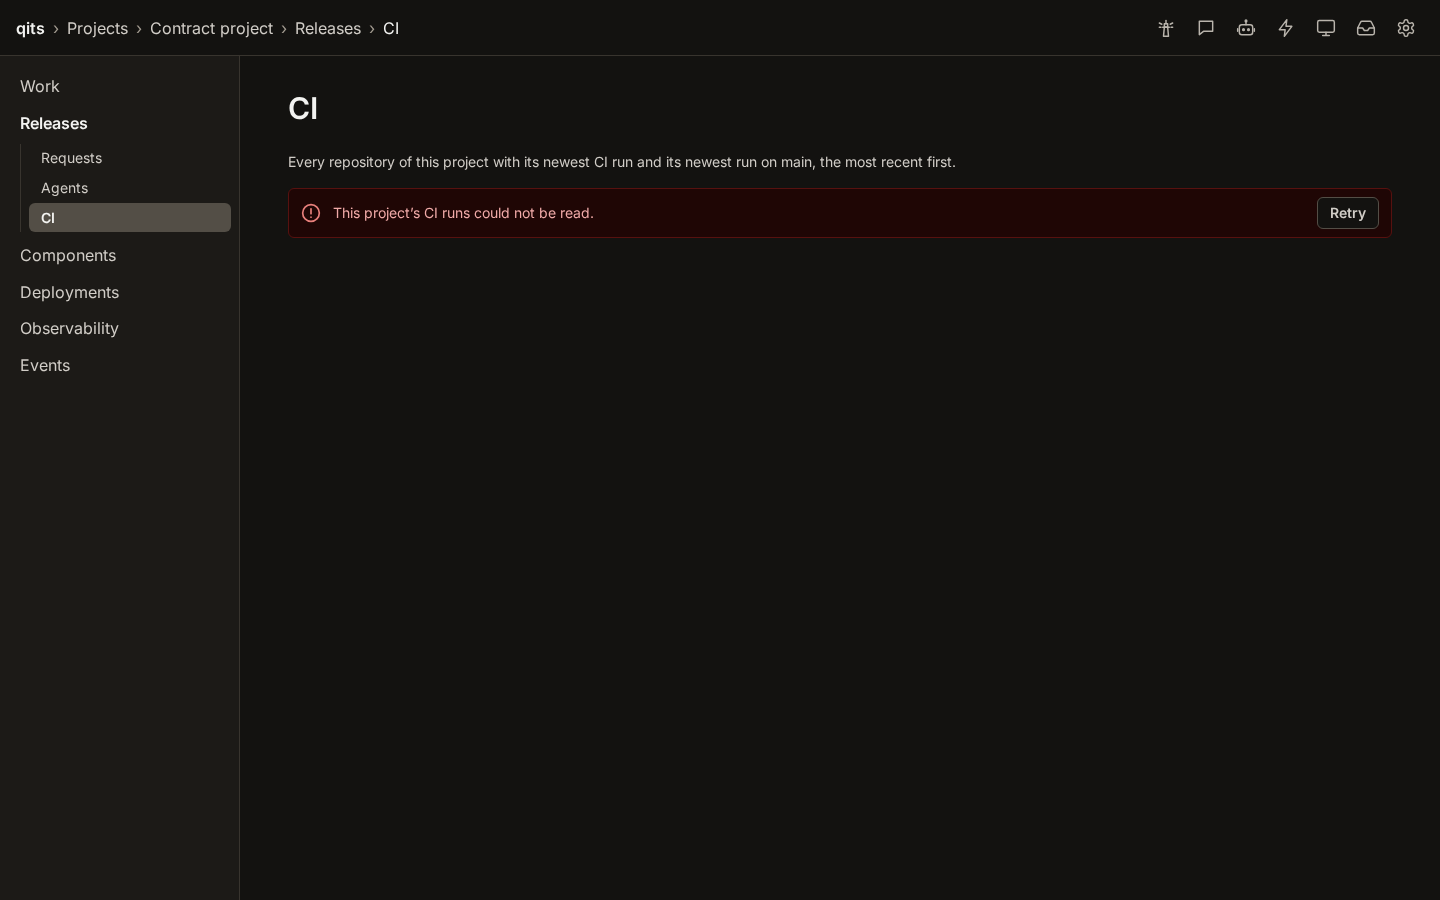 qits › Projects › Contract project › Releases › CI
Work
Releases
Requests
Agents
CI
Components
Deployments
Observability
Events
CI
Every repository of this project with its newest CI run and its newest run on main, the most recent first.
This project’s CI runs could not be read.
Retry